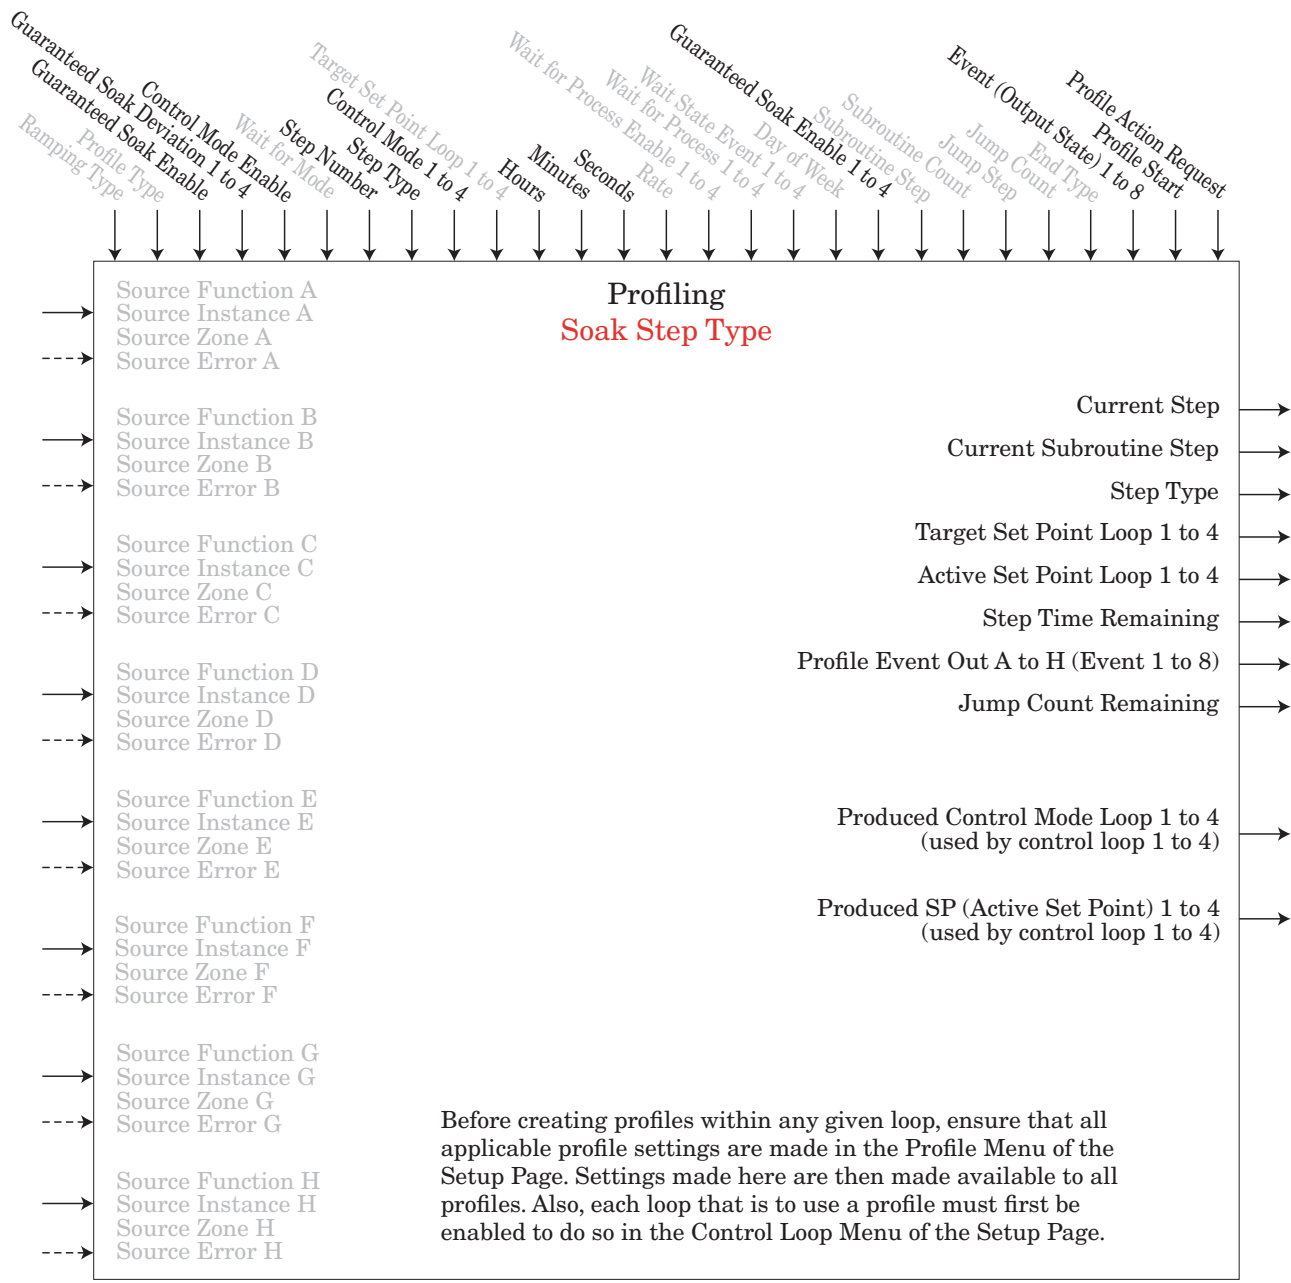 Ramping Type
Profile Type
Guaranteed Soak Enable
Guaranteed Soak Deviation 1 to 4
Control Mode Enable
Wait for Mode
Step Number
Step Type
Control Mode 1 to 4
Target Set Point Loop 1 to 4
Hours
Minutes
Seconds
Rate
Wait for Process Enable 1 to 4
Wait for Process 1 to 4
Wait State Event 1 to 4
Day of Week
Guaranteed Soak Enable 1 to 4
Subroutine Step
Subroutine Count
Jump Step
Jump Count
End Type
Event (Output State) 1 to 8
Profile Start
Profile Action Request
Profiling
Soak Step Type
Source Function A
Source Instance A
Source Zone A
Source Error A
Source Function B
Source Instance B
Source Zone B
Source Error B
Source Function C
Source Instance C
Source Zone C
Source Error C
Source Function D
Source Instance D
Source Zone D
Source Error D
Source Function E
Source Instance E
Source Zone E
Source Error E
Source Function F
Source Instance F
Source Zone F
Source Error F
Source Function G
Source Instance G
Source Zone G
Source Error G
Source Function H
Source Instance H
Source Zone H
Source Error H
Current Step
Current Subroutine Step
Step Type
Target Set Point Loop 1 to 4
Active Set Point Loop 1 to 4
Step Time Remaining
Profile Event Out A to H (Event 1 to 8)
Jump Count Remaining
Produced Control Mode Loop 1 to 4
(used by control loop 1 to 4)
Produced SP (Active Set Point) 1 to 4
(used by control loop 1 to 4)
Before creating profiles within any given loop, ensure that all
applicable profile settings are made in the Profile Menu of the
Setup Page. Settings made here are then made available to all
profiles. Also, each loop that is to use a profile must first be
enabled to do so in the Control Loop Menu of the Setup Page.